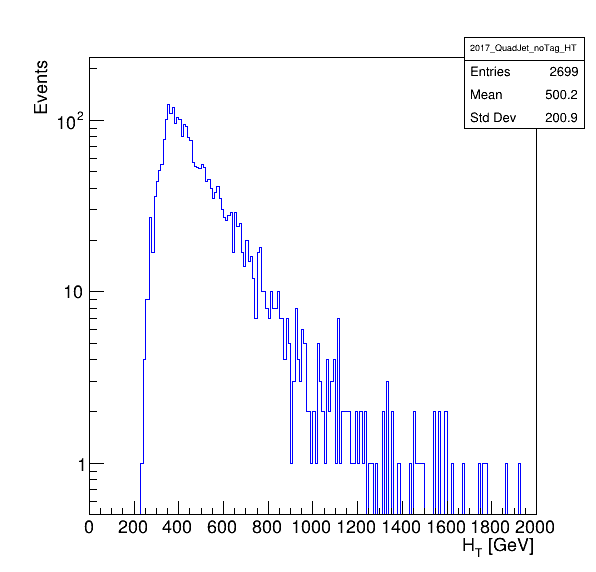 2017_QuadJet_noTag_HT
Entries 2699
Mean 500.2
Std Dev 200.9
Events
10²
10
1
0 200 400 600 800 1000 1200 1400 1600 1800 2000
H_T [GeV]